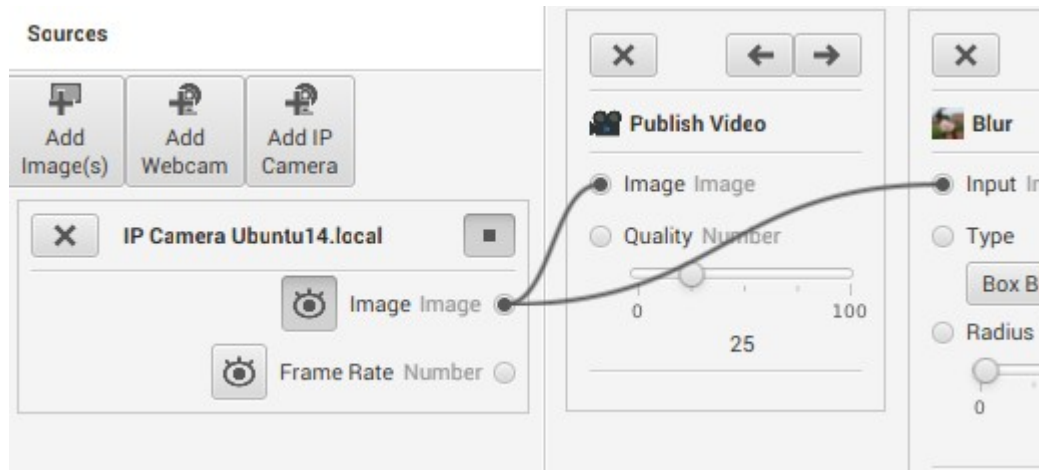 Sources
Add
Image(s)
Add
Webcam
Add IP
Camera
IP Camera Ubuntu14.local
Image Image
Frame Rate Number
Publish Video
Image Image
Quality Number
0 100
25
Blur
Input
Type
Box B
Radius
0